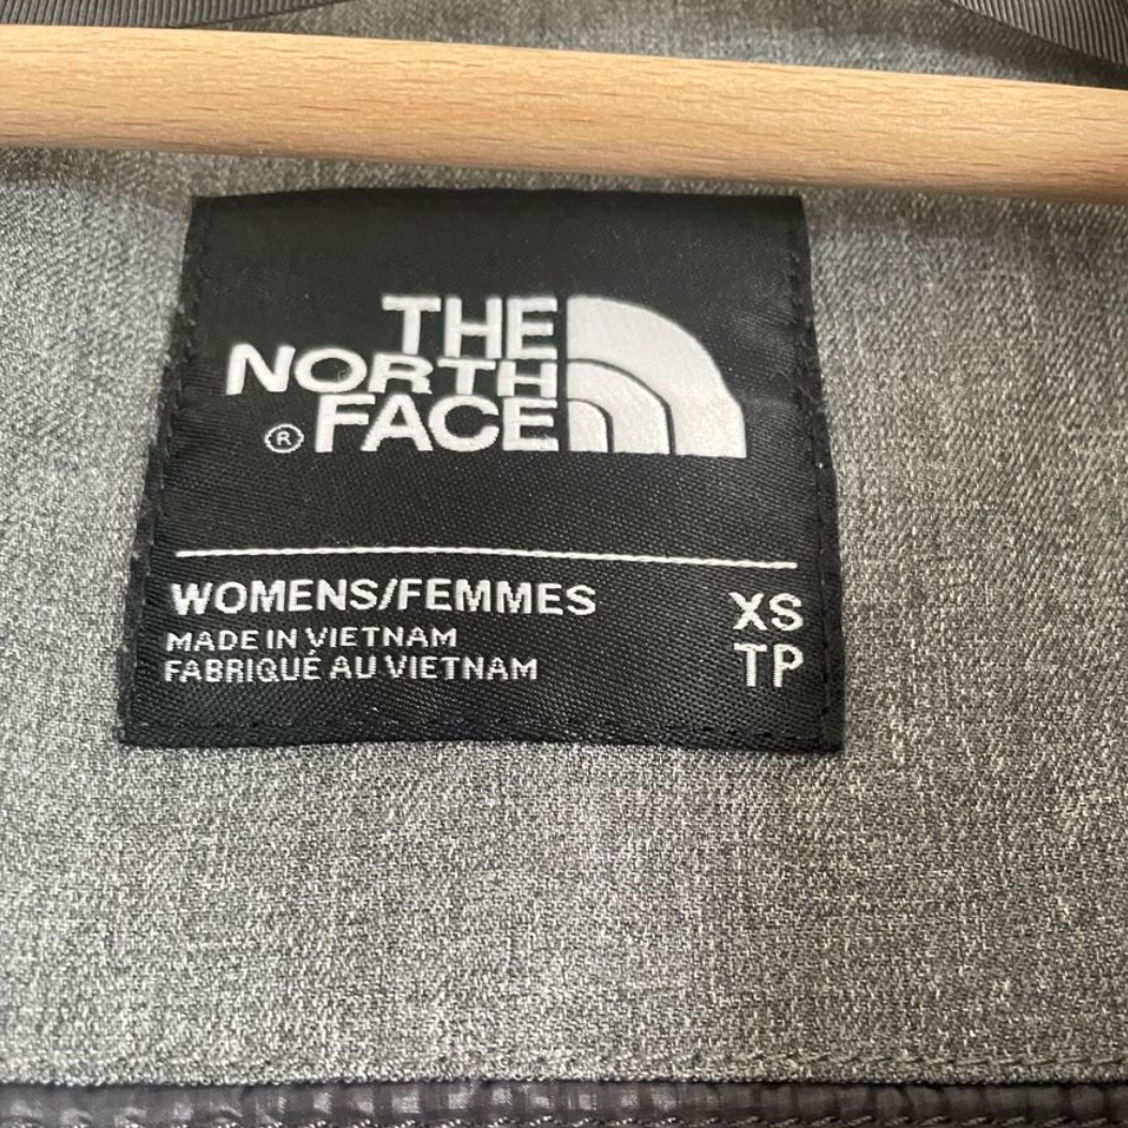 THE
NORTH
® FACE
WOMENS/FEMMES XS
MADE IN VIETNAM TP
FABRIQUÉ AU VIETNAM